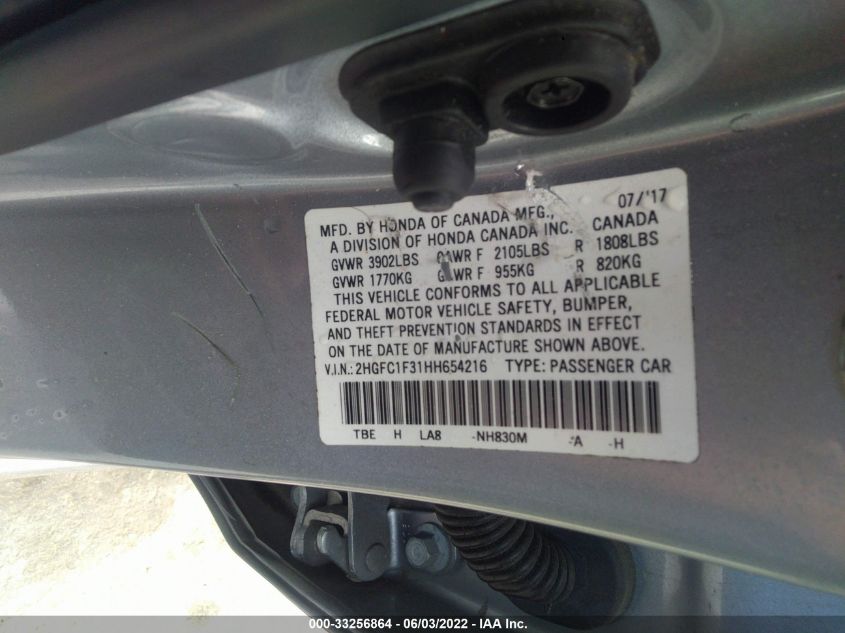 07/'17
MFD. BY HONDA OF CANADA MFG.,
A DIVISION OF HONDA CANADA INC. CANADA
GVWR 3902LBS GAWR F 2105LBS R 1808LBS
GVWR 1770KG GAWR F 955KG R 820KG
THIS VEHICLE CONFORMS TO ALL APPLICABLE
FEDERAL MOTOR VEHICLE SAFETY, BUMPER,
AND THEFT PREVENTION STANDARDS IN EFFECT
ON THE DATE OF MANUFACTURE SHOWN ABOVE.
V.I.N.: 2HGFC1F31HH654216 TYPE: PASSENGER CAR
TBE H LA8 -NH830M -A -H
000-33256864 - 06/03/2022 - IAA Inc.